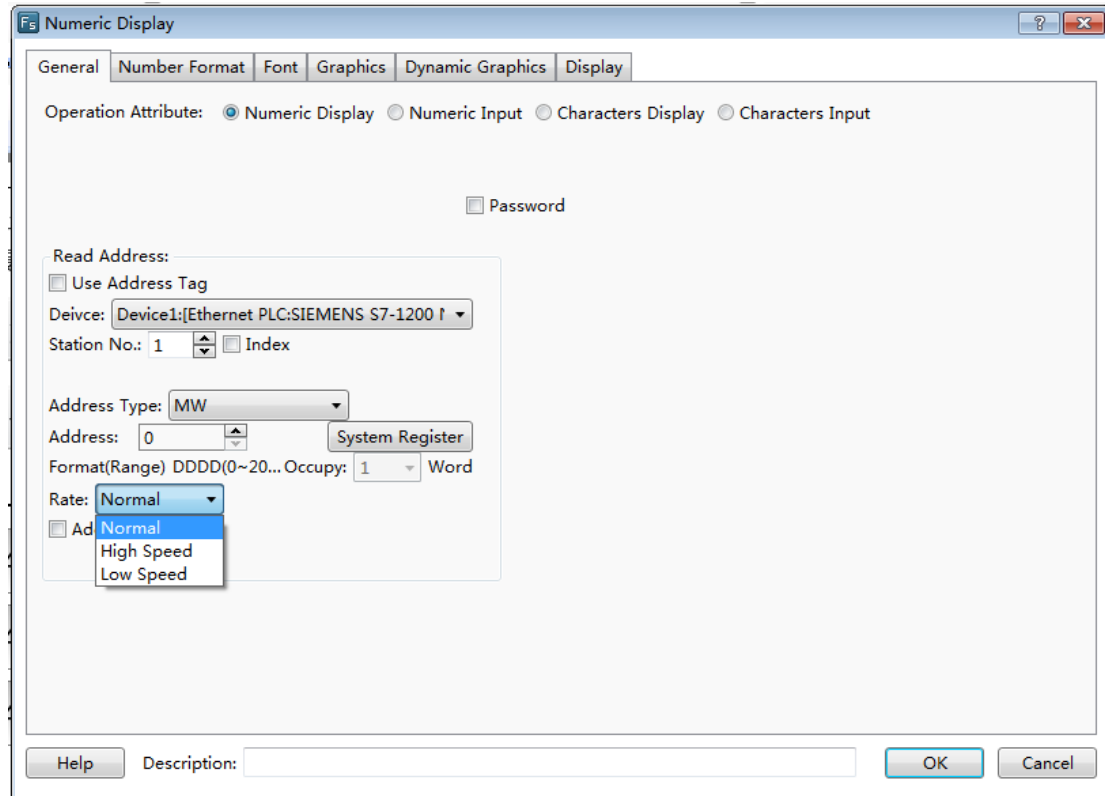 Fs Numeric Display
General Number Format Font Graphics Dynamic Graphics Display
Operation Attribute: Numeric Display Numeric Input Characters Display Characters Input
Password
Read Address:
Use Address Tag
Deivce: Device1:[Ethernet PLC:SIEMENS S7-1200
Station No.: 1 Index
Address Type: MW
Address: 0 System Register
Format(Range) DDDD(0~20... Occupy: 1 Word
Rate: Normal
Normal
High Speed
Low Speed
Help Description: OK Cancel